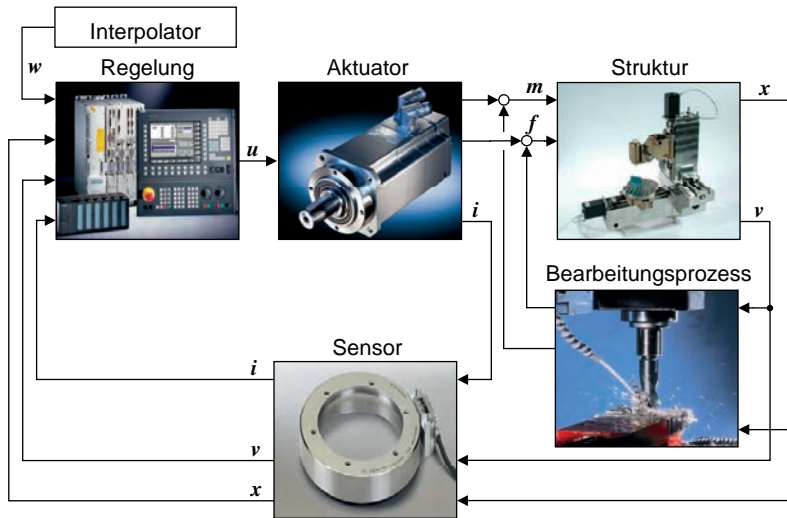 Interpolator
w
Regelung
Aktuator
Struktur
m
x
f
u
i
v
Bearbeitungsprozess
Sensor
i
v
x